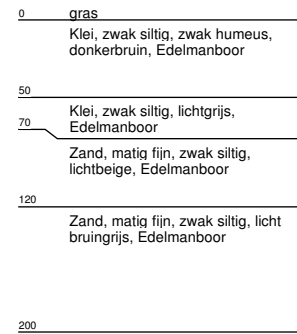 0 gras
Klei, zwak siltig, zwak humeus,
donkerbruin, Edelmanboor
50
Klei, zwak siltig, lichtgrijs,
Edelmanboor
70
Zand, matig fijn, zwak siltig,
lichtbeige, Edelmanboor
120
Zand, matig fijn, zwak siltig, licht
bruingrijs, Edelmanboor
200